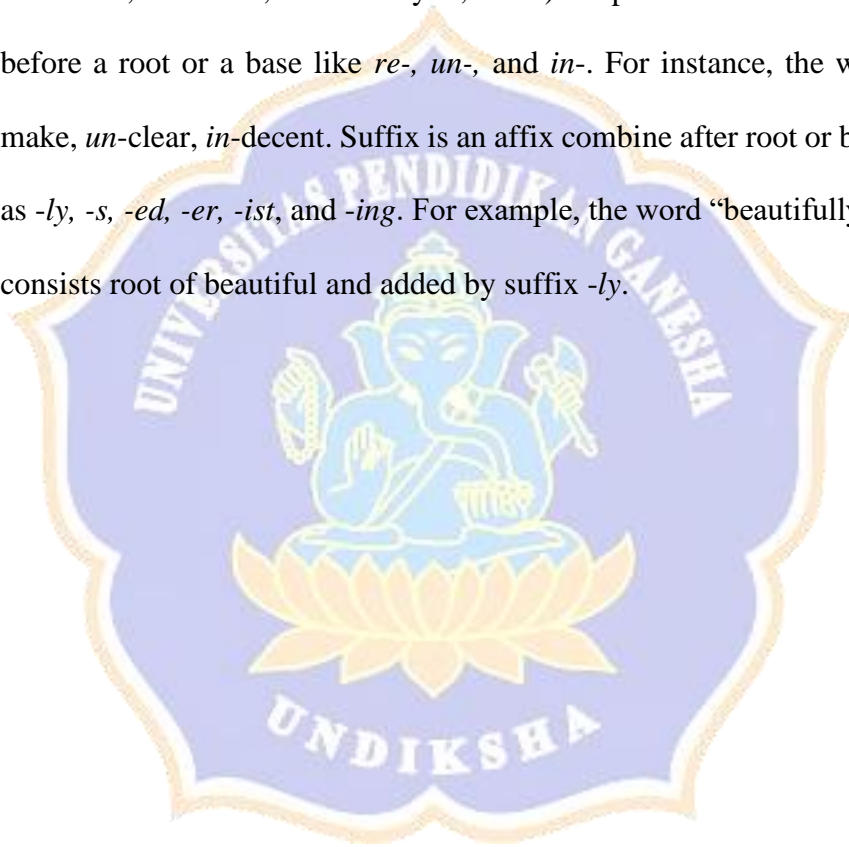 before a root or a base like re-, un-, and in-. For instance, the w
make, un-clear, in-decent. Suffix is an affix combine after root or b
as -ly, -s, -ed, -er, -ist, and -ing. For example, the word “beautifully
consists root of beautiful and added by suffix -ly.
UNIVERSITAS PENDIDIKAN GANESHA
UNDIKSHA